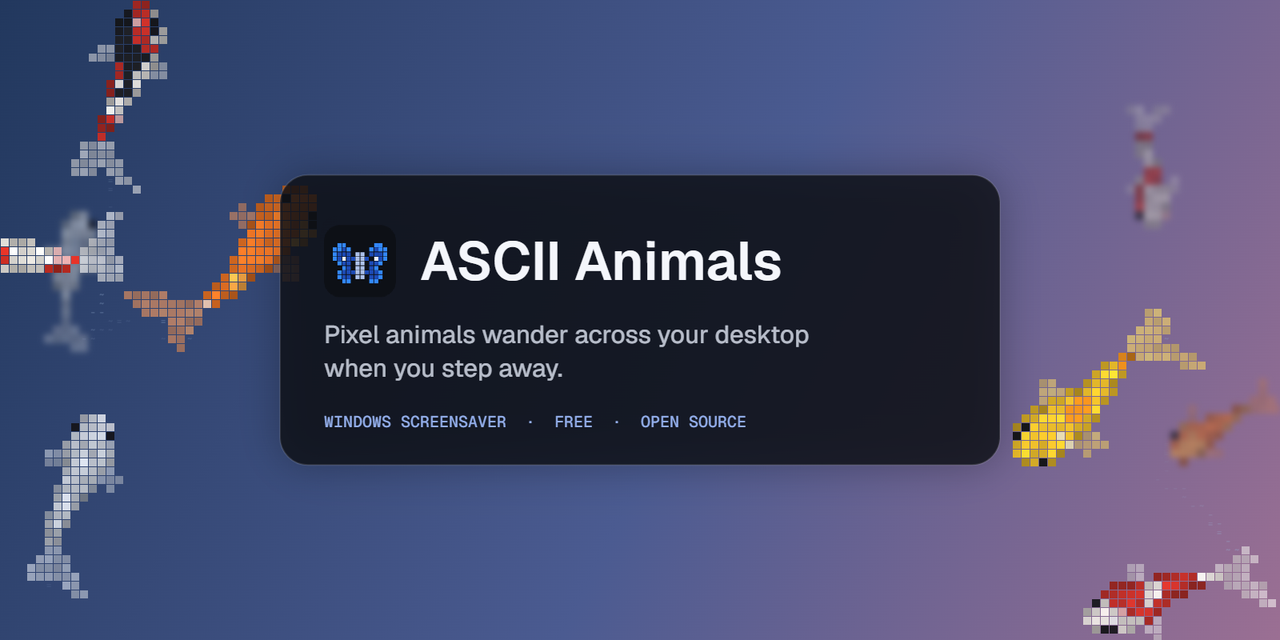 ASCII Animals
Pixel animals wander across your desktop
when you step away.
WINDOWS SCREENSAVER · FREE · OPEN SOURCE